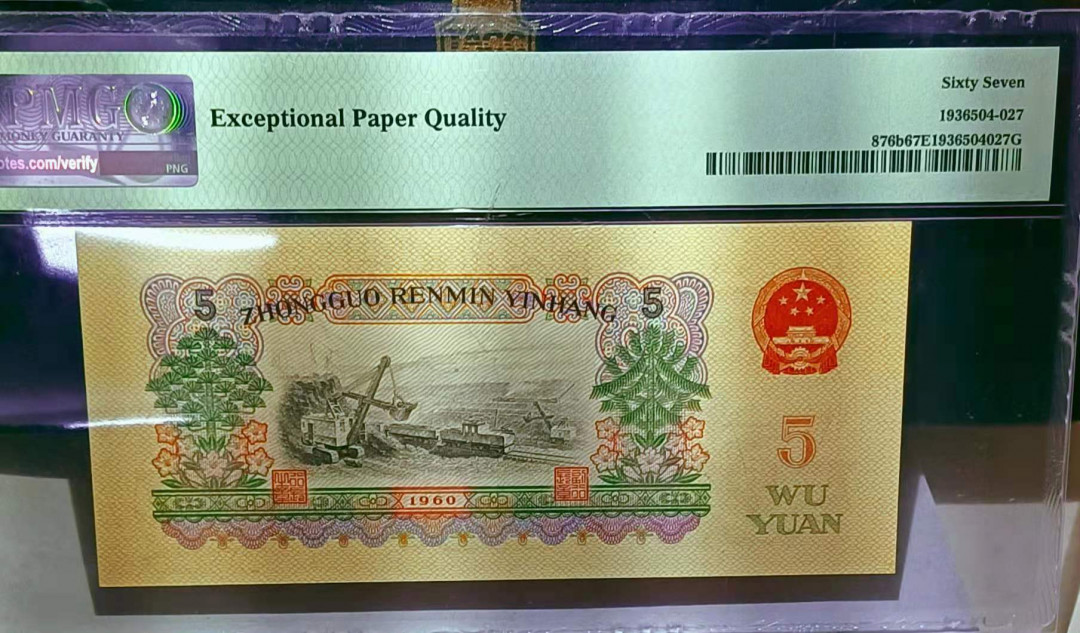 PMG
MONEY GUARANTY
otes.com/verify
PNG
Exceptional Paper Quality
Sixty Seven
1936504-027
876b67E1936504027G
5 ZHONGGUO RENMIN YINHANG 5
1960
5
WU
YUAN